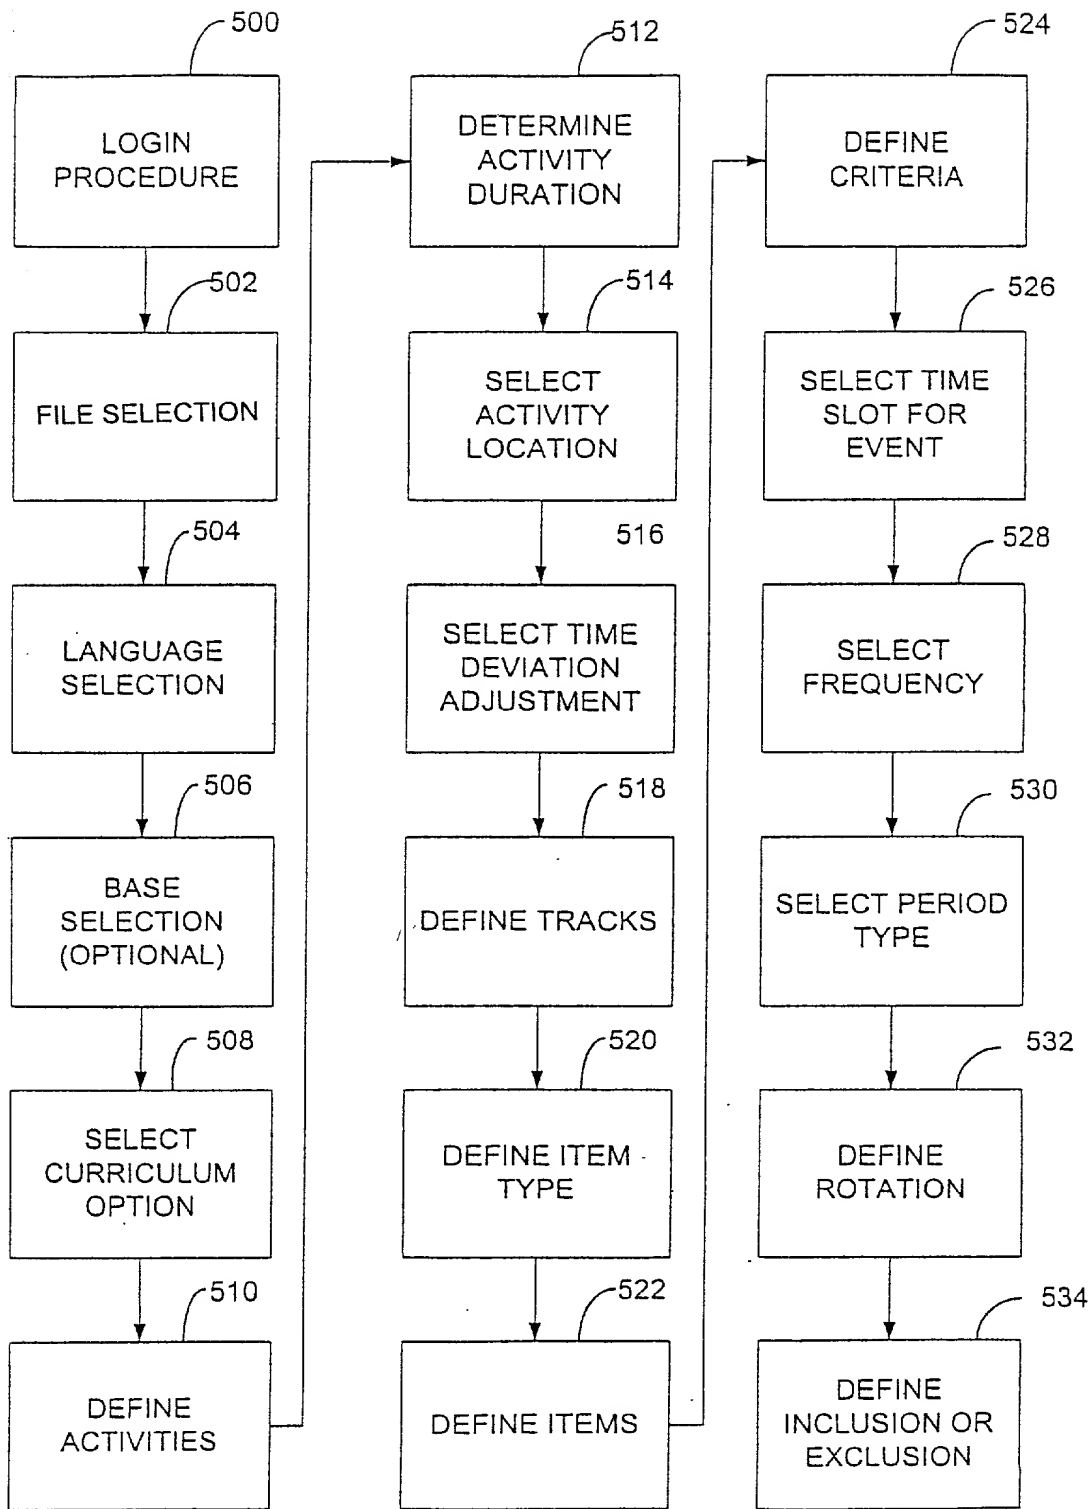 500
LOGIN
PROCEDURE
502
FILE SELECTION
504
LANGUAGE
SELECTION
506
BASE
SELECTION
(OPTIONAL)
508
SELECT
CURRICULUM
OPTION
510
DEFINE
ACTIVITIES
512
DETERMINE
ACTIVITY
DURATION
514
SELECT
ACTIVITY
LOCATION
516
SELECT TIME
DEVIATION
ADJUSTMENT
518
DEFINE TRACKS
520
DEFINE ITEM
TYPE
522
DEFINE ITEMS
524
DEFINE
CRITERIA
526
SELECT TIME
SLOT FOR
EVENT
528
SELECT
FREQUENCY
530
SELECT PERIOD
TYPE
532
DEFINE
ROTATION
534
DEFINE
INCLUSION OR
EXCLUSION